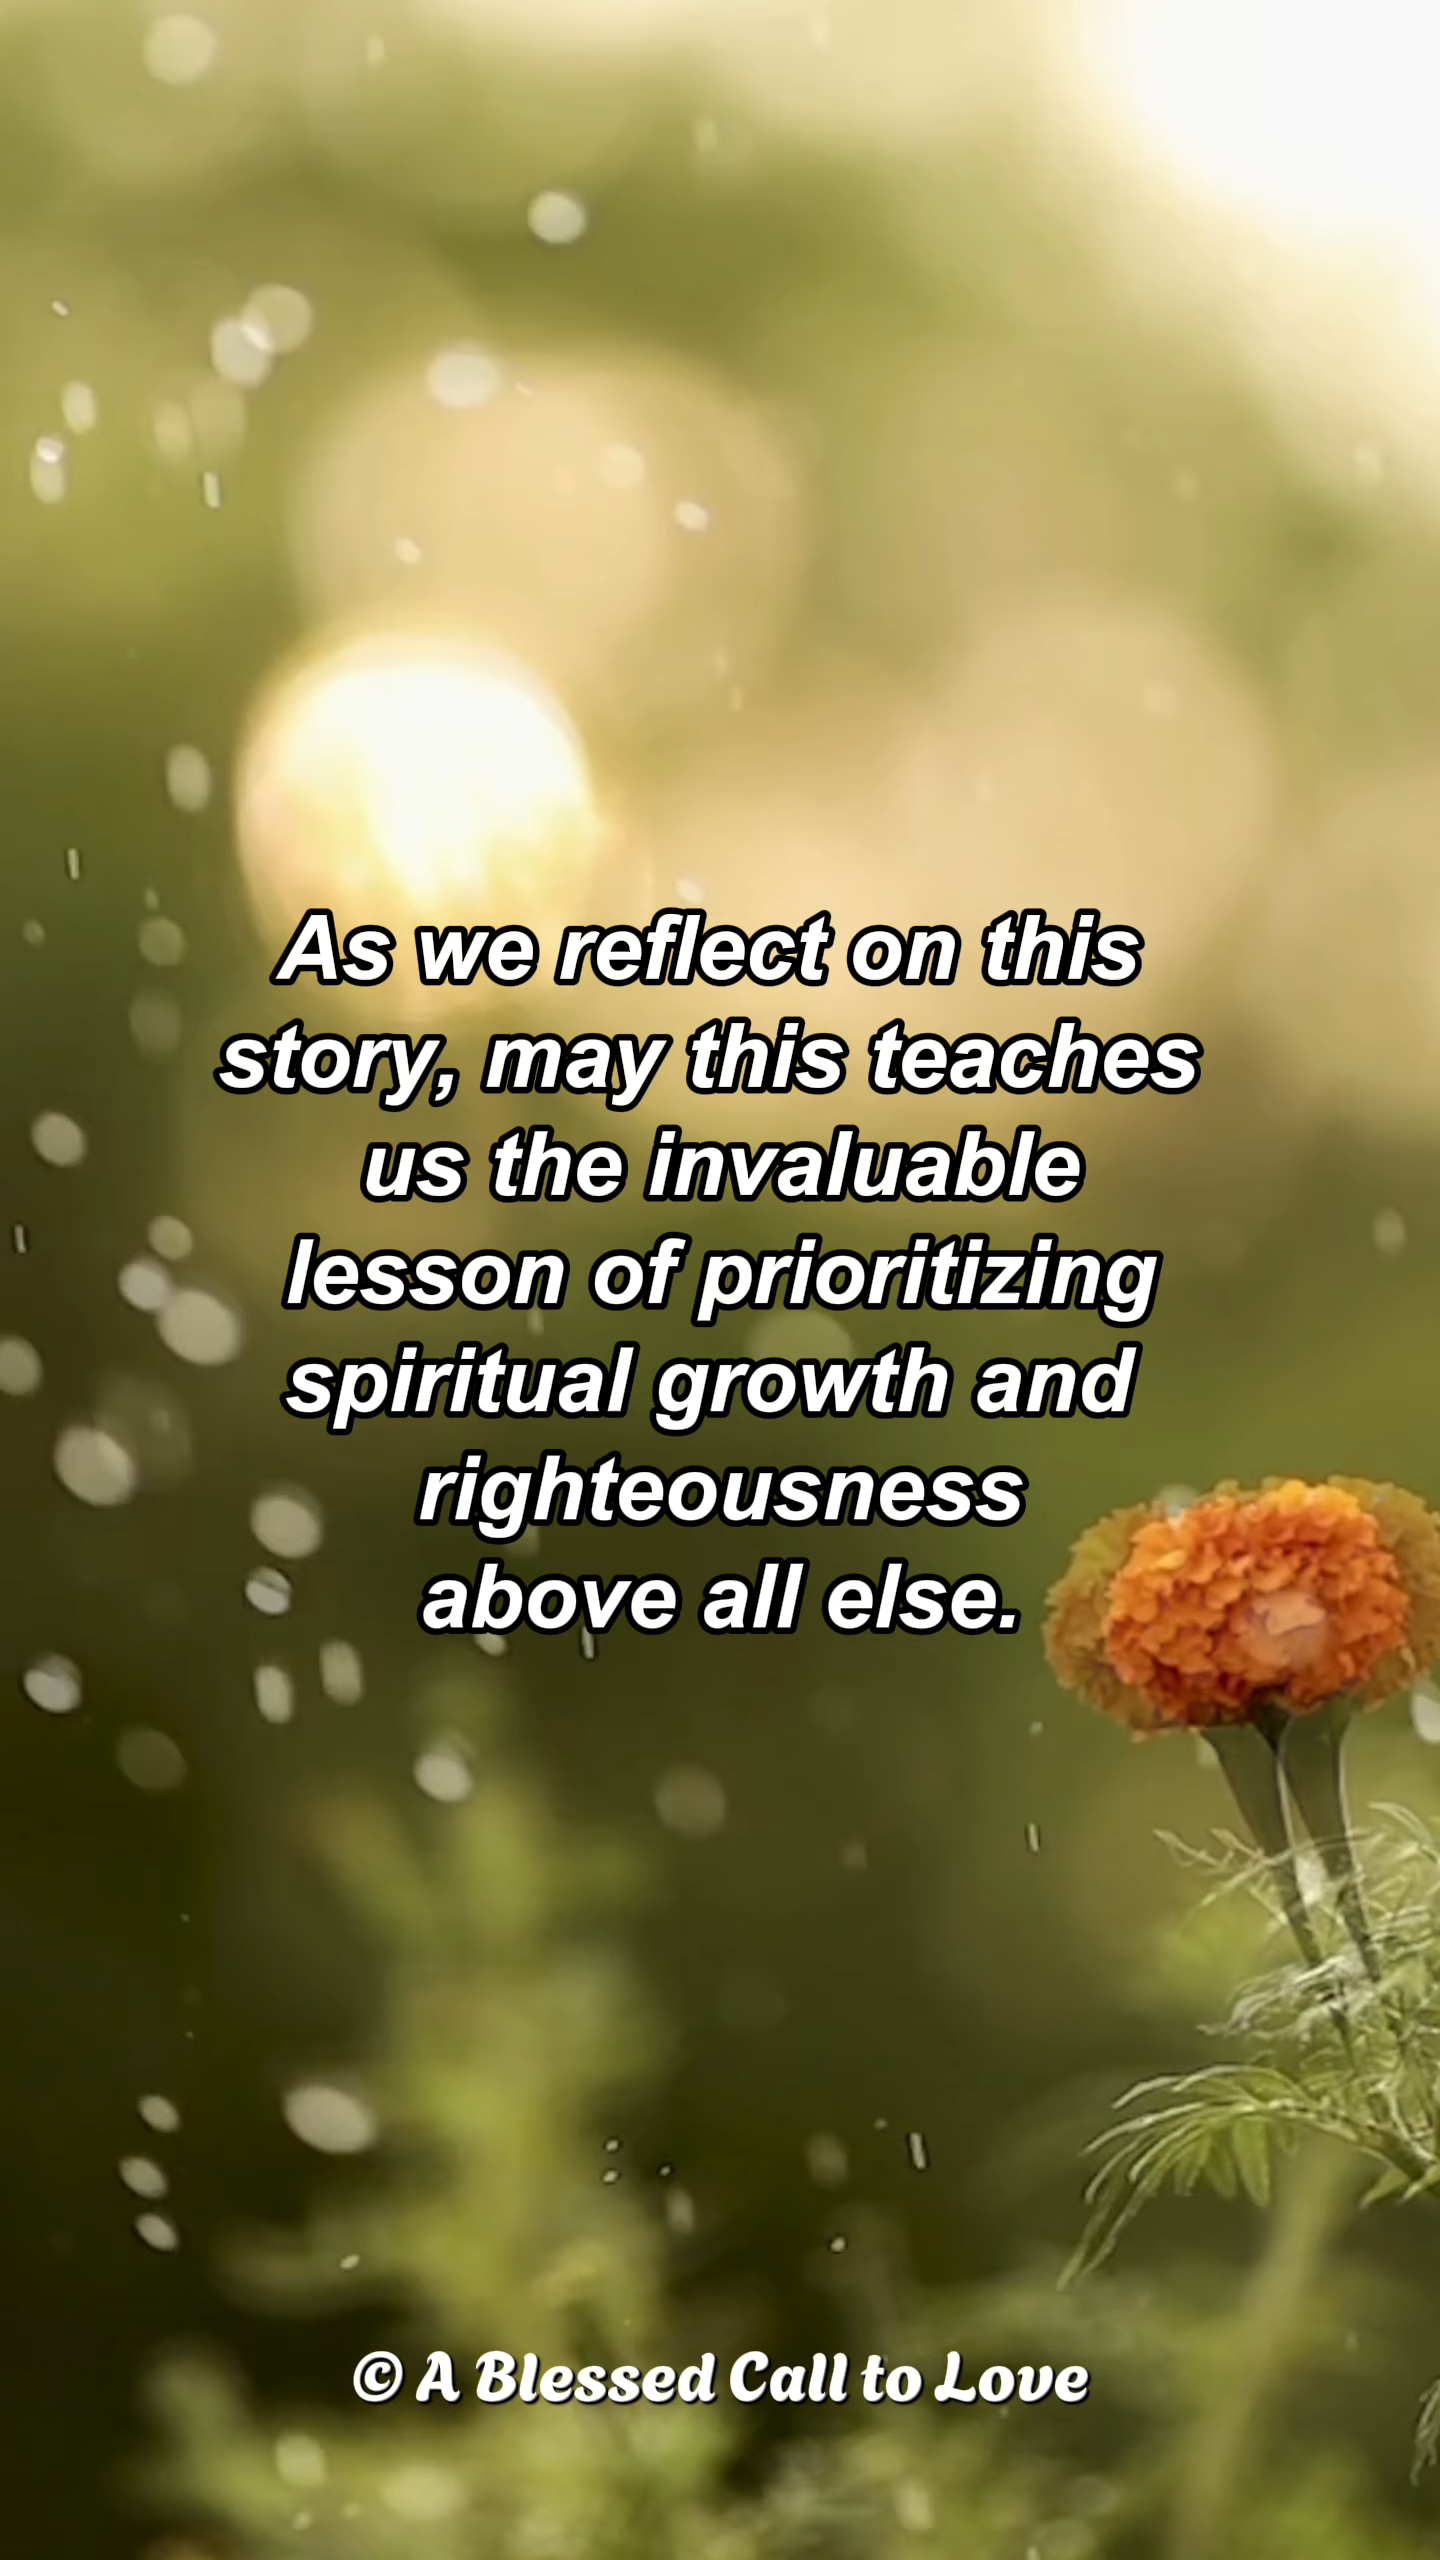 As we reflect on this
story, may this teaches
us the invaluable
lesson of prioritizing
spiritual growth and
righteousness
above all else.
© A Blessed Call to Love